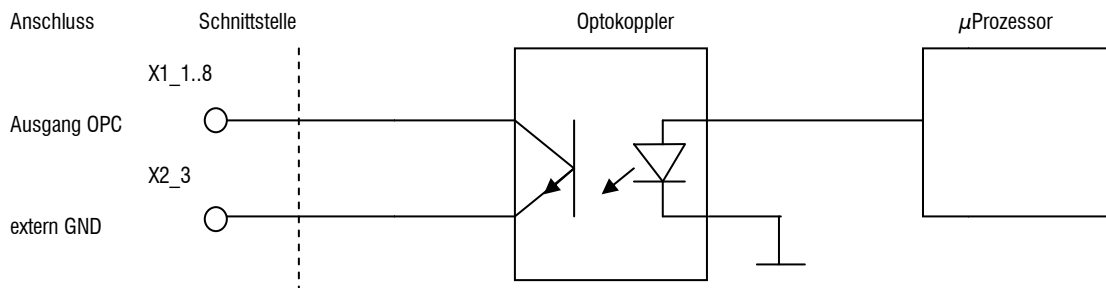 Anschluss Schnittstelle Optokoppler µProzessor
X1_1..8
Ausgang OPC
X2_3
extern GND